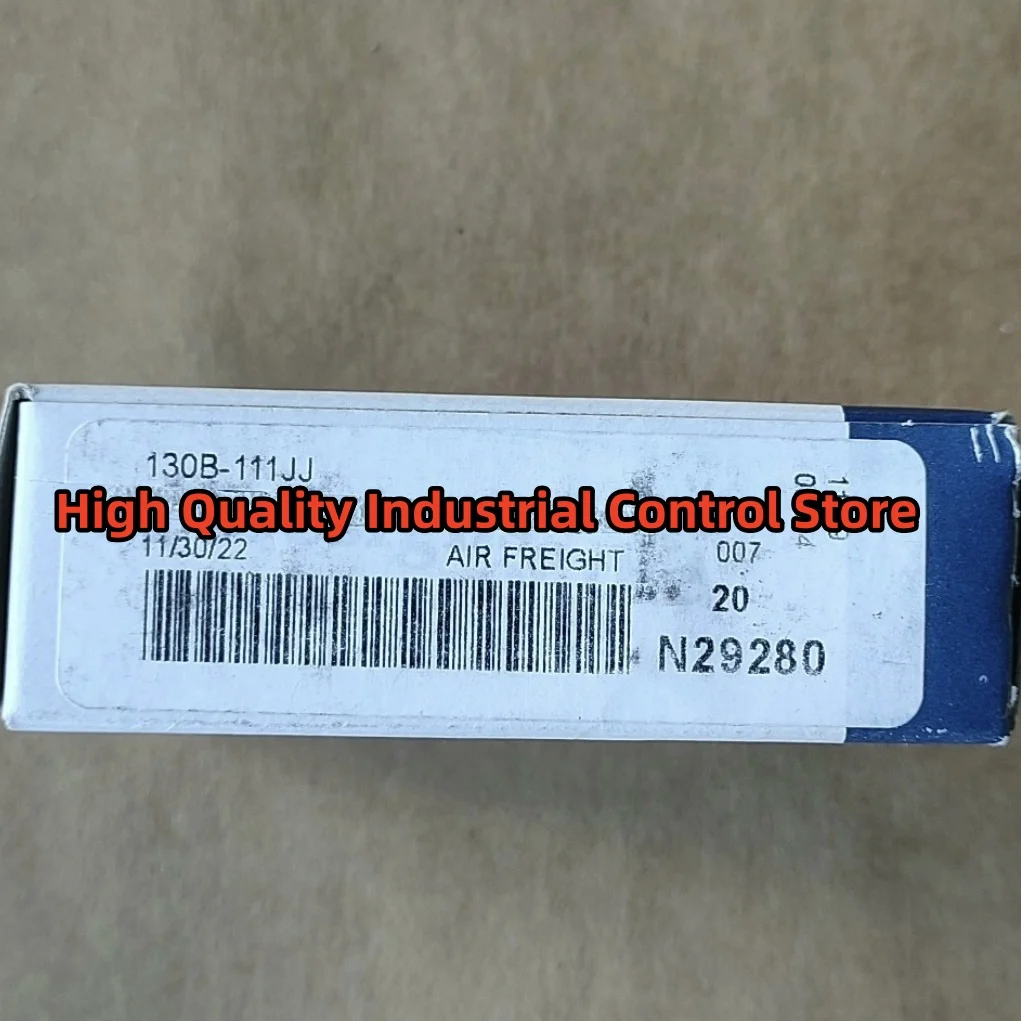 130B-111JJ
High Quality Industrial Control Store
11/30/22 AIR FREIGHT 007
20
N29280